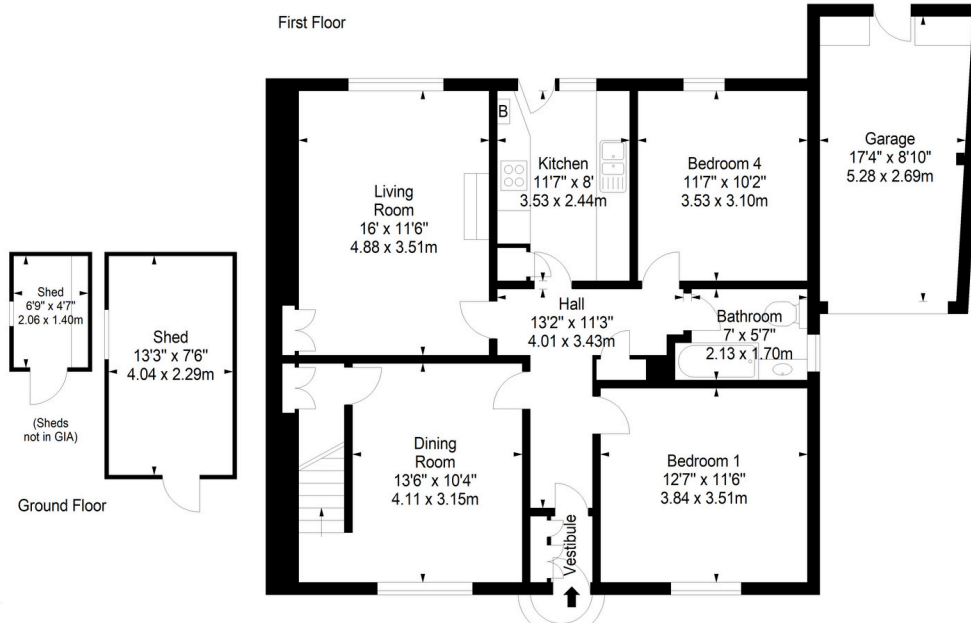 First Floor
B
Kitchen
11'7" x 8'
3.53 x 2.44m
Bedroom 4
11'7" x 10'2"
3.53 x 3.10m
Garage
17'4" x 8'10"
5.28 x 2.69m
Living
Room
16' x 11'6"
4.88 x 3.51m
Shed
6'9" x 4'7"
2.06 x 1.40m
Shed
13'3" x 7'6"
4.04 x 2.29m
Hall
13'2" x 11'3"
4.01 x 3.43m
Bathroom
7' x 5'7"
2.13 x 1.70m
(Sheds
not in GIA)
Ground Floor
Dining
Room
13'6" x 10'4"
4.11 x 3.15m
Bedroom 1
12'7" x 11'6"
3.84 x 3.51m
Vestibule